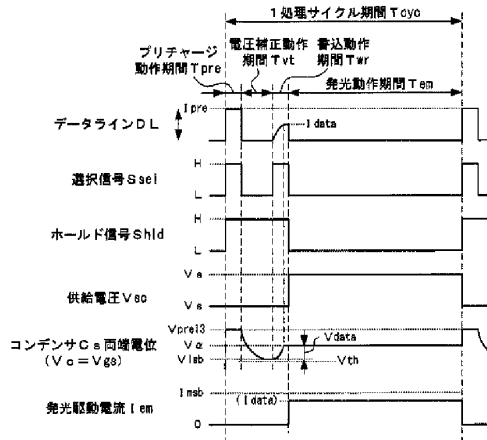 1処理サイクル期間Tcyc
プリチャージ動作期間Tpre
電圧補正動作期間Tvt
書込動作期間Twr
発光動作期間Tem
Ipre
データラインDL
Idata
選択信号Ssel
H
L
ホールド信号Shld
H
L
供給電圧Vsc
Ve
Vs
コンデンサCs両端電位
(Vc=Vgs)
Vpre13
Vα
Vlsb
Vdata
Vth
発光駆動電流Iem
Imsb
(Idata)
0